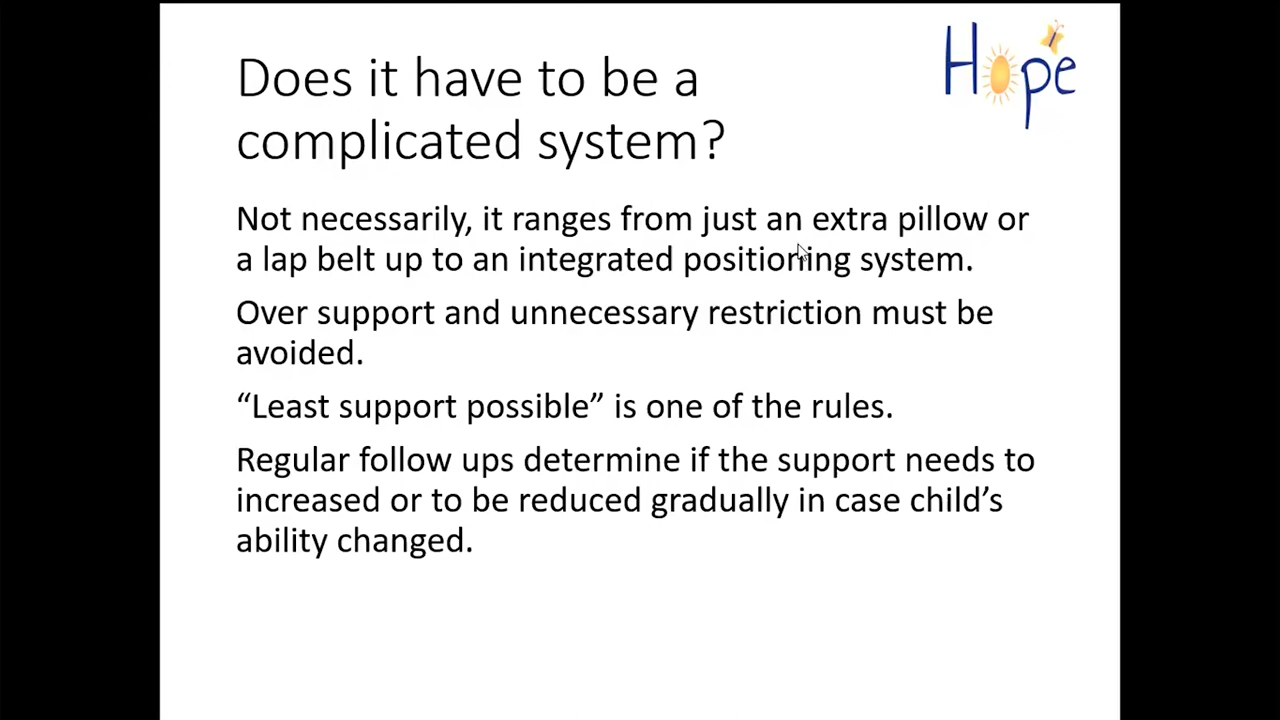 Does it have to be a
complicated system?
Hope
Not necessarily, it ranges from just an extra pillow or
a lap belt up to an integrated positioning system.
Over support and unnecessary restriction must be
avoided.
“Least support possible” is one of the rules.
Regular follow ups determine if the support needs to
increased or to be reduced gradually in case child’s
ability changed.